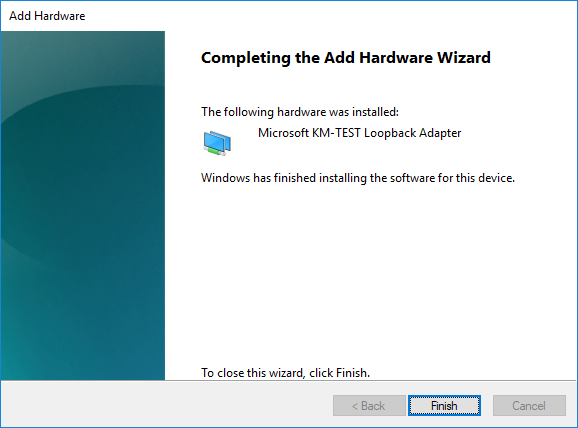 Add Hardware
Completing the Add Hardware Wizard
The following hardware was installed:
Microsoft KM-TEST Loopback Adapter
Windows has finished installing the software for this device.
To close this wizard, click Finish.
< Back
Finish
Cancel